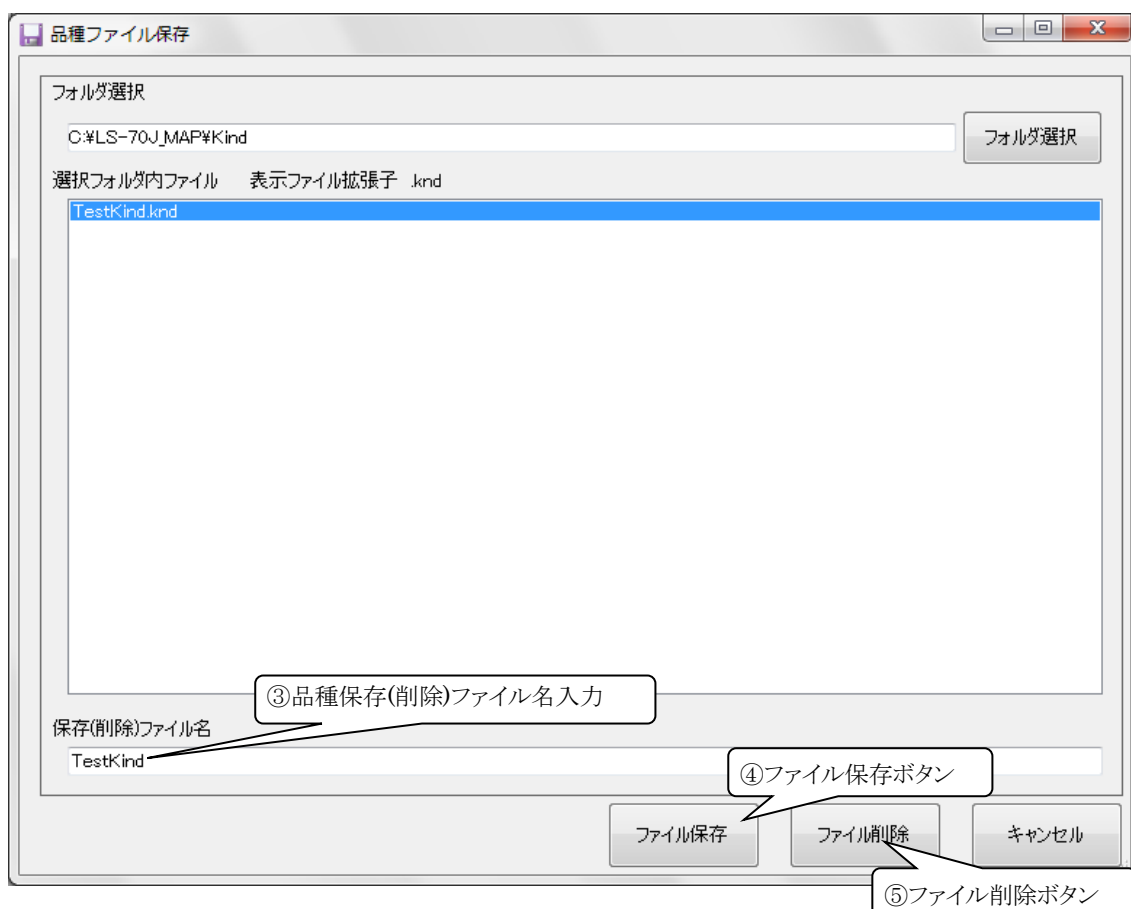 品種ファイル保存
フォルダ選択
C:¥LS-70J_MAP¥Kind
フォルダ選択
選択フォルダ内ファイル 表示ファイル拡張子 .knd
TestKind.knd
③品種保存(削除)ファイル名入力
保存(削除)ファイル名
TestKind
④ファイル保存ボタン
ファイル保存
ファイル削除
キャンセル
⑤ファイル削除ボタン